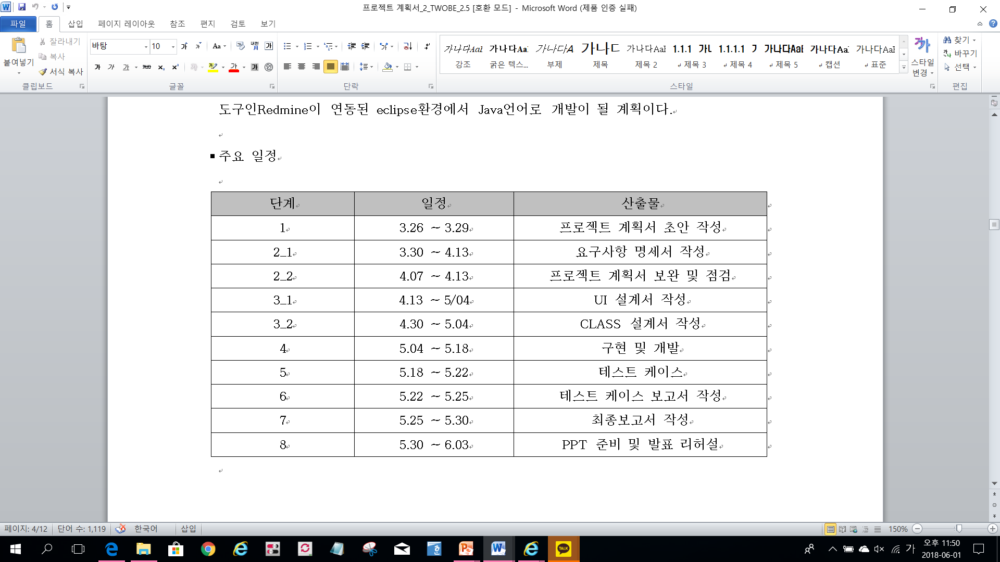 프로젝트 계획서_2_TWOBE_2.5 [호환 모드] - Microsoft Word (제품 인증 실패)
파일 홈 삽입 페이지 레이아웃 참조 편지 검토 보기
붙여넣기
잘라내기
복사
서식 복사
클립보드
바탕 10
글꼴
단락
가나다Aal 가나다Aa 가나다A 가나ㄷ 가나다Aal 1.1.1 가나 1.1.1.1 가나다Aal 가나다Aa 가나다Aal
강조 굵은 텍스... 부제 제목 제목 2 제목 3 제목 4 제목 5 캡션 표준
스타일 변경
스타일
찾기
바꾸기
선택
편집
도구인Redmine이 연동된 eclipse환경에서 Java언어로 개발이 될 계획이다.
■ 주요 일정
단계 일정 산출물
1 3.26 ~ 3.29 프로젝트 계획서 초안 작성
2_1 3.30 ~ 4.13 요구사항 명세서 작성
2_2 4.07 ~ 4.13 프로젝트 계획서 보완 및 점검
3_1 4.13 ~ 5/04 UI 설계서 작성
3_2 4.30 ~ 5.04 CLASS 설계서 작성
4 5.04 ~ 5.18 구현 및 개발
5 5.18 ~ 5.22 테스트 케이스
6 5.22 ~ 5.25 테스트 케이스 보고서 작성
7 5.25 ~ 5.30 최종보고서 작성
8 5.30 ~ 6.03 PPT 준비 및 발표 리허설
페이지: 4/12 단어 수: 1,119 한국어 삽입 150%
TALK
가
오후 11:50
2018-06-01